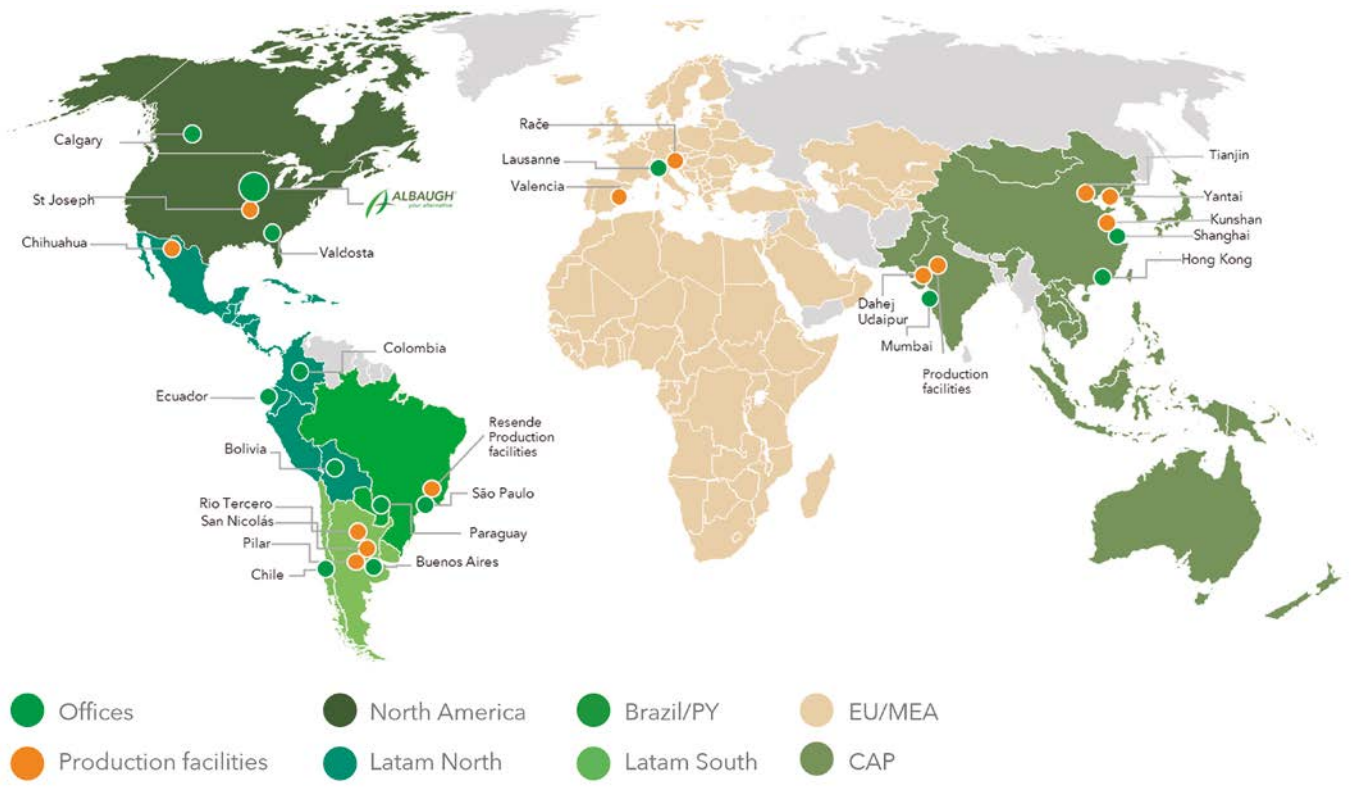 Calgary
St Joseph
Chihuahua
ALBAUGH®
your alternative
Valdosta
Rače
Lausanne
Valencia
Tianjin
Yantai
Kunshan
Shanghai
Hong Kong
Dahej
Udaipur
Mumbai
Production
facilities
Colombia
Ecuador
Bolivia
Resende
Production
facilities
São Paulo
Rio Tercero
San Nicolás
Pilar
Chile
Paraguay
Buenos Aires
Offices
North America
Brazil/PY
EU/MEA
Production facilities
Latam North
Latam South
CAP